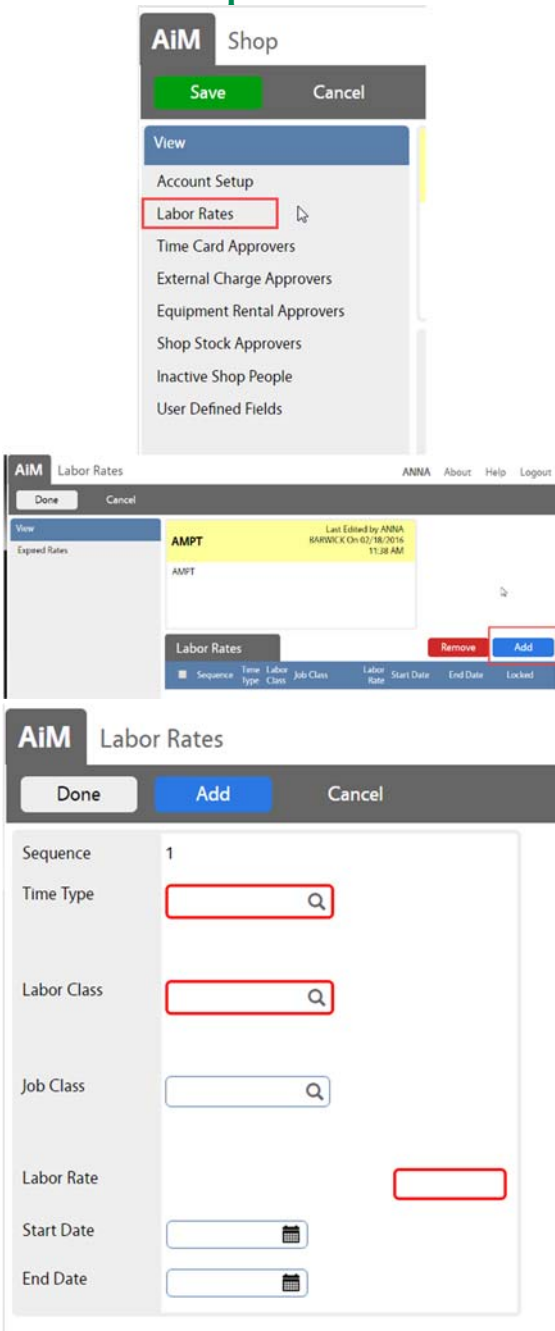 AiM Shop
Save Cancel
View
Account Setup
Labor Rates
Time Card Approvers
External Charge Approvers
Equipment Rental Approvers
Shop Stock Approvers
Inactive Shop People
User Defined Fields
AiM Labor Rates ANNA About Help Logout
Done Cancel
View
Expired Rates
AMPT
Last Edited by ANNA
BARWICK On 02/18/2016
11:38 AM
AMPT
Labor Rates Remove Add
Sequence Time Type Labor Class Job Class Labor Rate Start Date End Date Locked
AiM Labor Rates
Done Add Cancel
Sequence 1
Time Type
Labor Class
Job Class
Labor Rate
Start Date
End Date